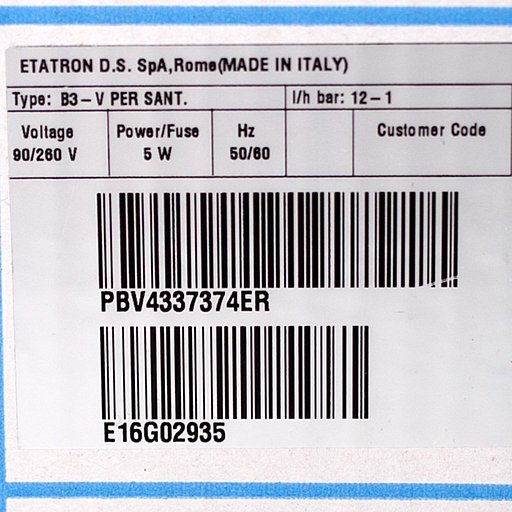 ETATRON D.S. SpA,Rome(MADE IN ITALY)
Type: B3-V PER SANT. l/h bar: 12-1
Voltage Power/Fuse Hz Customer Code
90/260 V 5 W 50/60
PBV4337374ER
E16G02935